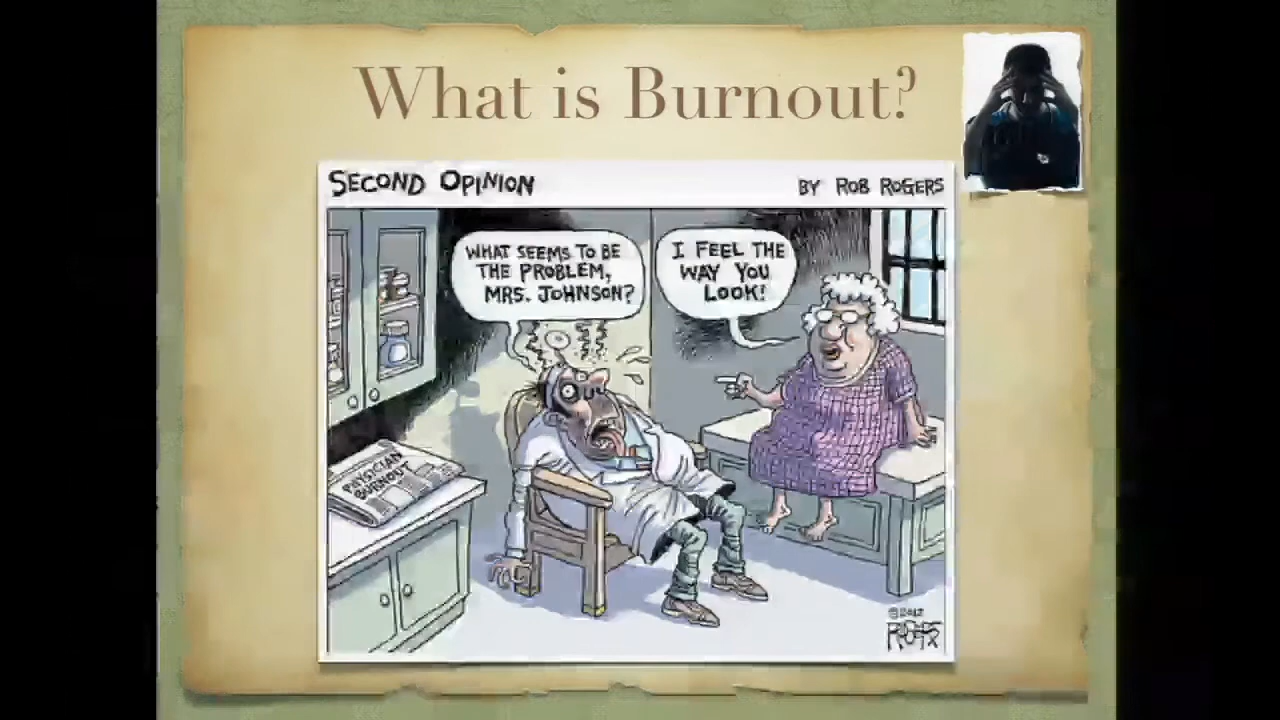 What is Burnout?
SECOND OPINION
BY ROB ROGERS
WHAT SEEMS TO BE
THE PROBLEM,
MRS. JOHNSON?
I FEEL THE
WAY YOU
LOOK!
PHYSICIAN
BURNOUT
©2012
ROGERS